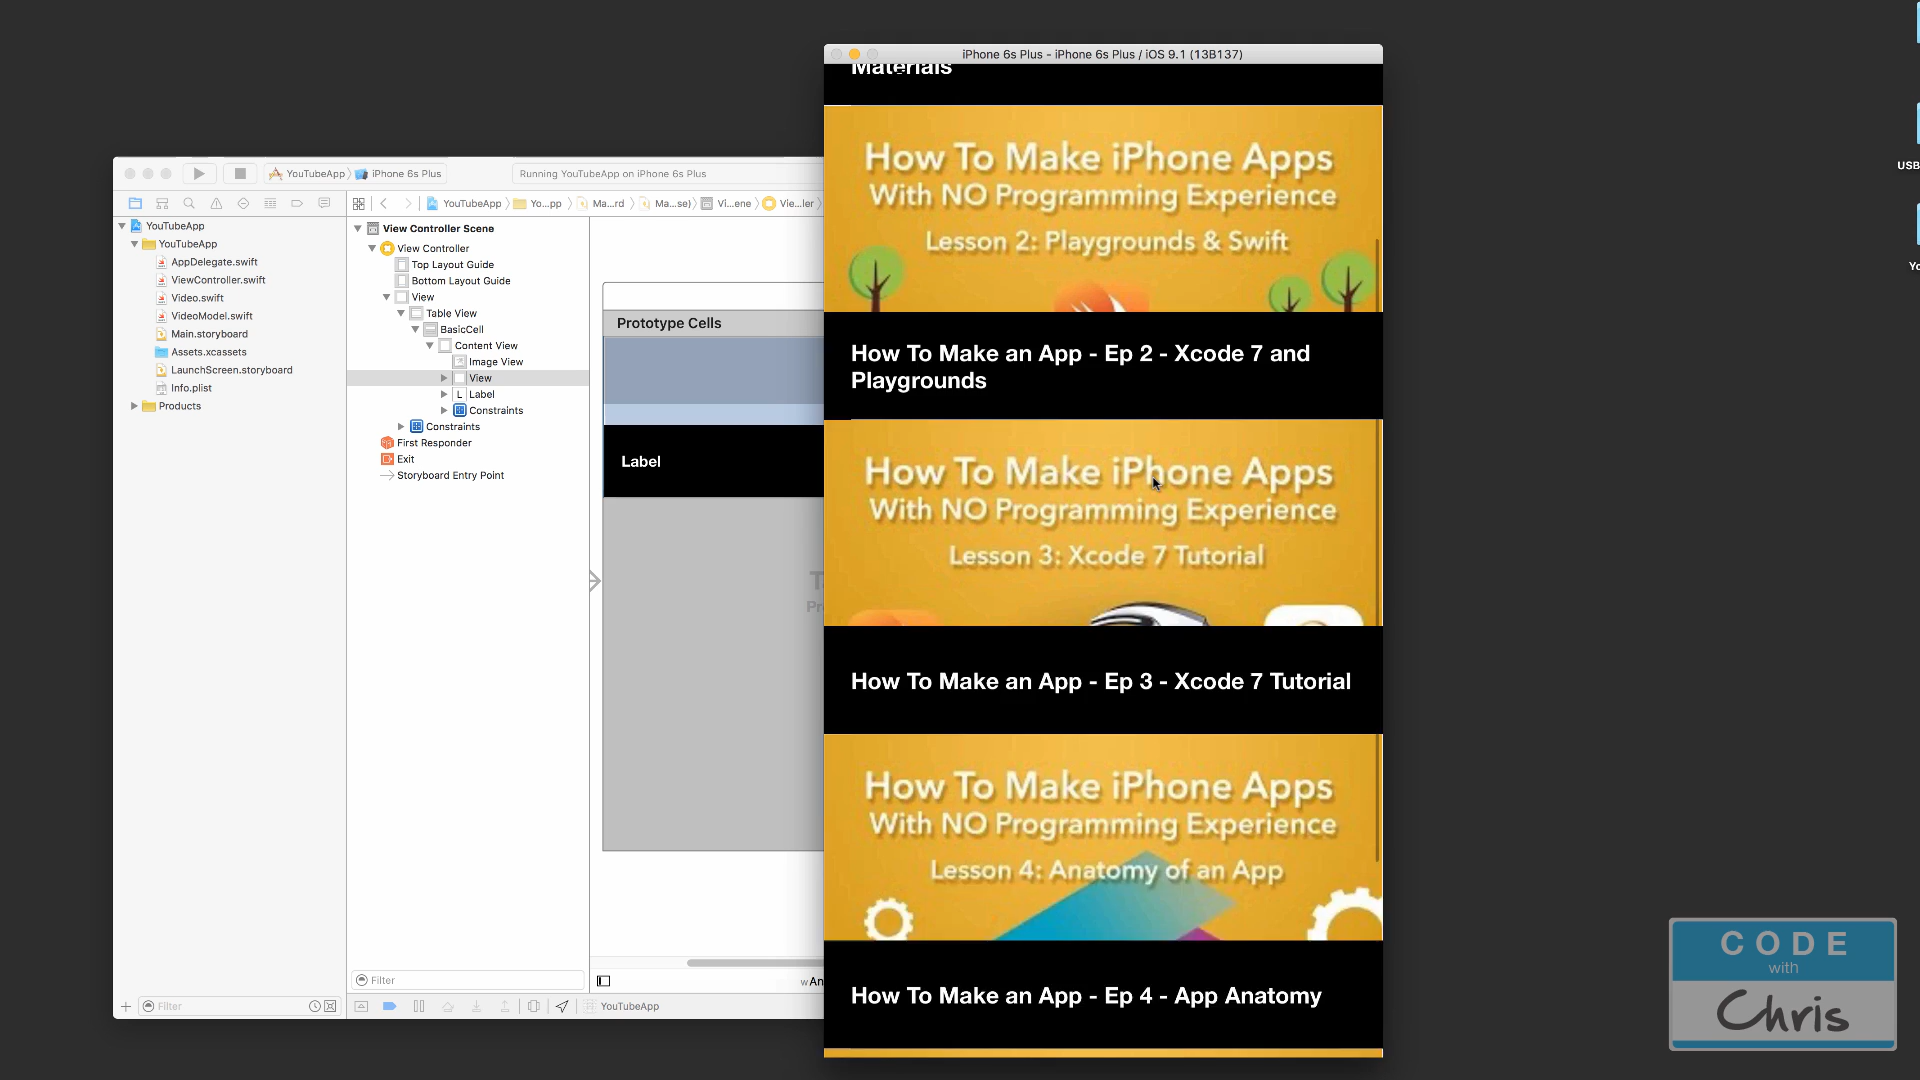 iPhone 6s Plus - iPhone 6s Plus / iOS 9.1 (13B137)
Materials
How To Make iPhone Apps
With NO Programming Experience
Lesson 2: Playgrounds & Swift
How To Make an App - Ep 2 - Xcode 7 and
Playgrounds
How To Make iPhone Apps
With NO Programming Experience
Lesson 3: Xcode 7 Tutorial
How To Make an App - Ep 3 - Xcode 7 Tutorial
How To Make iPhone Apps
With NO Programming Experience
Lesson 4: Anatomy of an App
How To Make an App - Ep 4 - App Anatomy
YouTubeApp iPhone 6s Plus
Running YouTubeApp on iPhone 6s Plus
YouTubeApp Yo...pp Ma...rd Ma...se) Vi...ene Vie...ler
YouTubeApp
YouTubeApp
AppDelegate.swift
ViewController.swift
Video.swift
VideoModel.swift
Main.storyboard
Assets.xcassets
LaunchScreen.storyboard
Info.plist
Products
Filter
View Controller Scene
View Controller
Top Layout Guide
Bottom Layout Guide
View
Table View
BasicCell
Content View
Image View
View
L Label
Constraints
Constraints
First Responder
Exit
Storyboard Entry Point
Filter
Prototype Cells
Label
T
Pr
wAn
YouTubeApp
USB
Yo
CODE
with
Chris